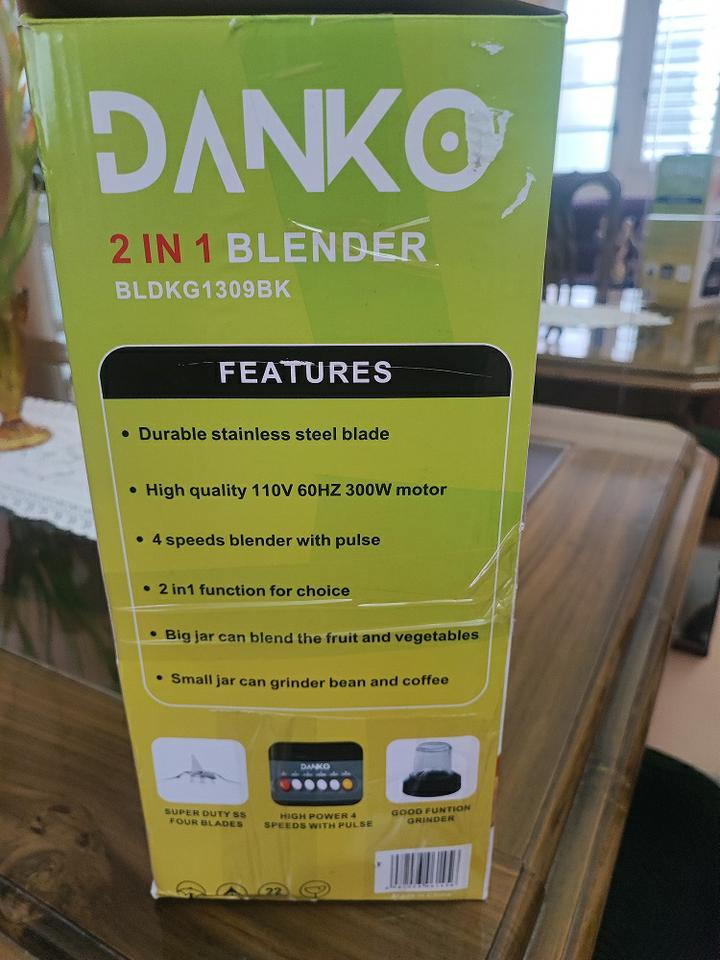 DANKO
2 IN 1 BLENDER
BLDKG1309BK
FEATURES
• Durable stainless steel blade
• High quality 110V 60HZ 300W motor
• 4 speeds blender with pulse
• 2 in1 function for choice
• Big jar can blend the fruit and vegetables
• Small jar can grinder bean and coffee
DANKO
SUPER DUTY SS
FOUR BLADES
HIGH POWER 4
SPEEDS WITH PULSE
GOOD FUNTION
GRINDER
22